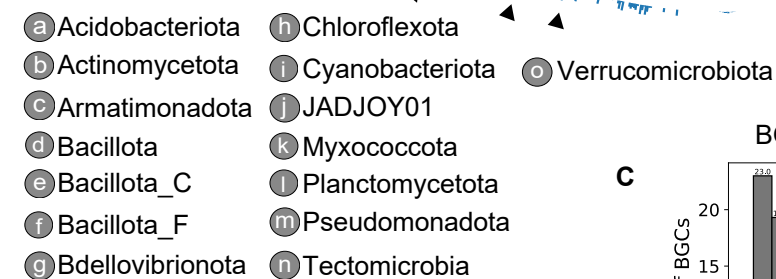 a Acidobacteriota
b Actinomycetota
c Armatimonadota
d Bacillota
e Bacillota_C
f Bacillota_F
g Bdellovibrionota
h Chloroflexota
i Cyanobacteriota
j JADJOY01
k Myxococcota
l Planctomycetota
m Pseudomonadota
n Tectomicrobia
o Verrucomicrobiota
C
23.0
20
15
BGCs